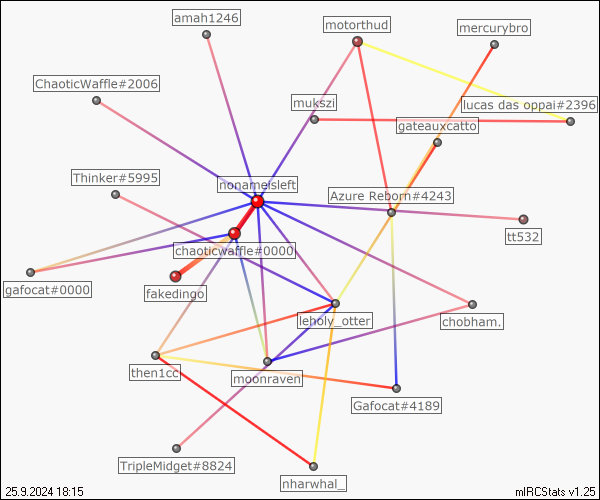 amah1246
motorthud
mercurybro
ChaoticWaffle#2006
mukszi
lucas das oppai#2396
gateauxcatto
Thinker#5995
nonameisleft
Azure Reborn#4243
tt532
chaoticwaffle#0000
gafocat#0000
fakedingo
leholy_otter
chobham.
then1cc
moonraven
Gafocat#4189
TripleMidget#8824
nharwhal_
25.9.2024 18:15
mIRCStats v1.25